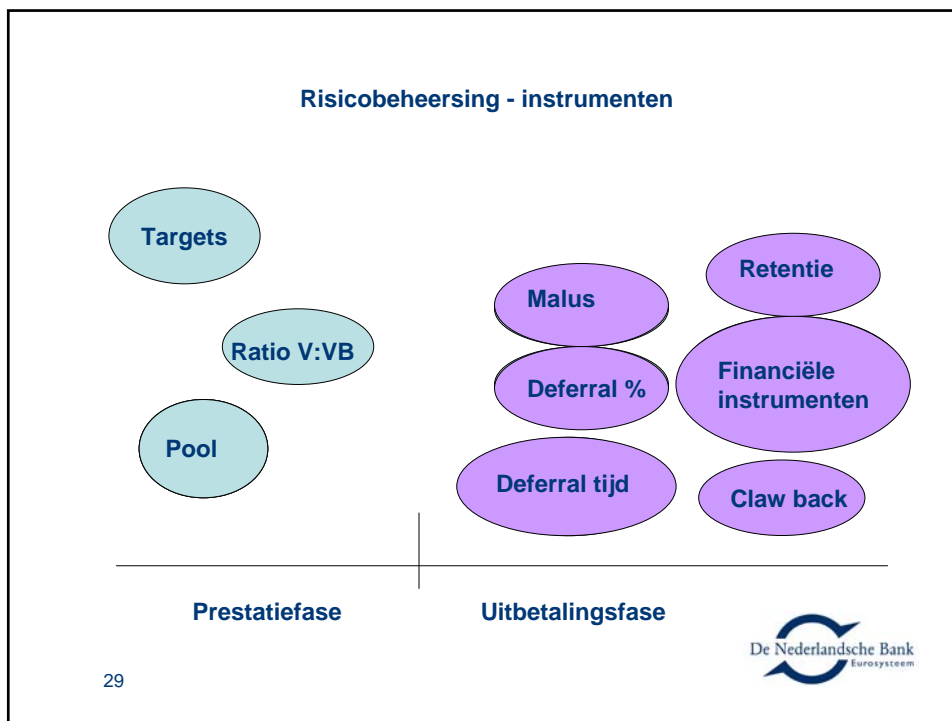 Risicobeheersing - instrumenten
Targets
Ratio V:VB
Pool
Malus
Deferral %
Deferral tijd
Retentie
Financiële
instrumenten
Claw back
Prestatiefase
Uitbetalingsfase
De Nederlandsche Bank
Eurosysteem
29